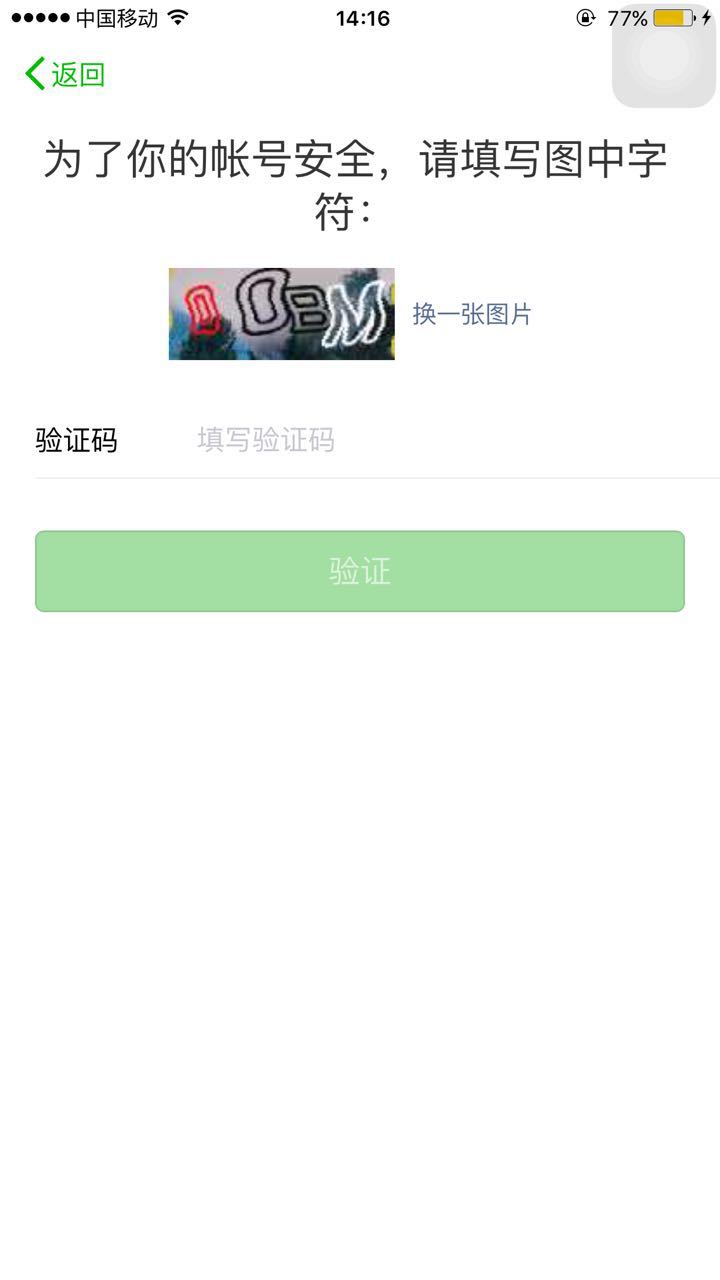 中国移动 14:16 77%
返回
为了你的帐号安全，请填写图中字
符：
换一张图片
验证码 填写验证码
验证